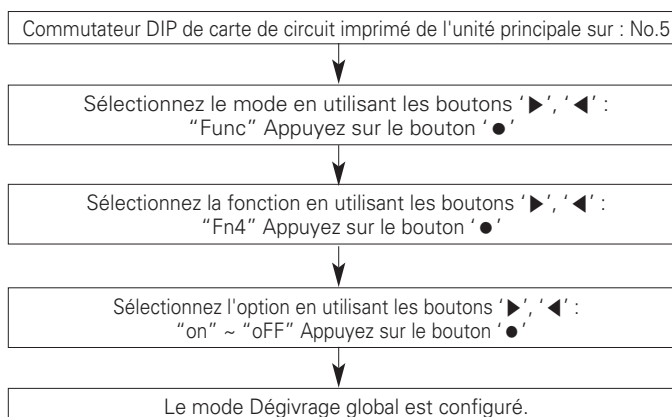 Commutateur DIP de carte de circuit imprimé de l'unité principale sur : No.5
Sélectionnez le mode en utilisant les boutons ‘▶’, ‘◀’ :
“Func” Appuyez sur le bouton ‘●’
Sélectionnez la fonction en utilisant les boutons ‘▶’, ‘◀’ :
“Fn4” Appuyez sur le bouton ‘●’
Sélectionnez l'option en utilisant les boutons ‘▶’, ‘◀’ :
“on” ~ “oFF” Appuyez sur le bouton ‘●’
Le mode Dégivrage global est configuré.